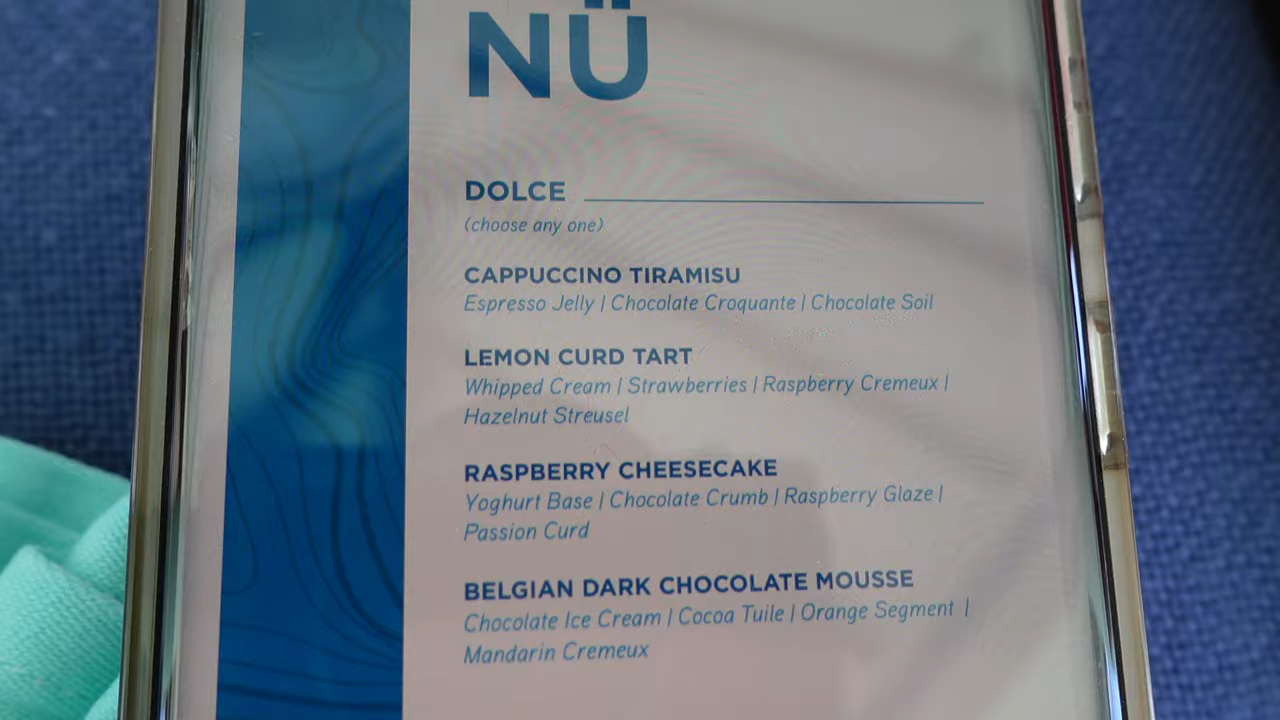 NÜ
DOLCE
(choose any one)
CAPPUCCINO TIRAMISU
Espresso Jelly | Chocolate Croquante | Chocolate Soil
LEMON CURD TART
Whipped Cream | Strawberries | Raspberry Cremeux |
Hazelnut Streusel
RASPBERRY CHEESECAKE
Yoghurt Base | Chocolate Crumb | Raspberry Glaze |
Passion Curd
BELGIAN DARK CHOCOLATE MOUSSE
Chocolate Ice Cream | Cocoa Tuile | Orange Segment |
Mandarin Cremeux